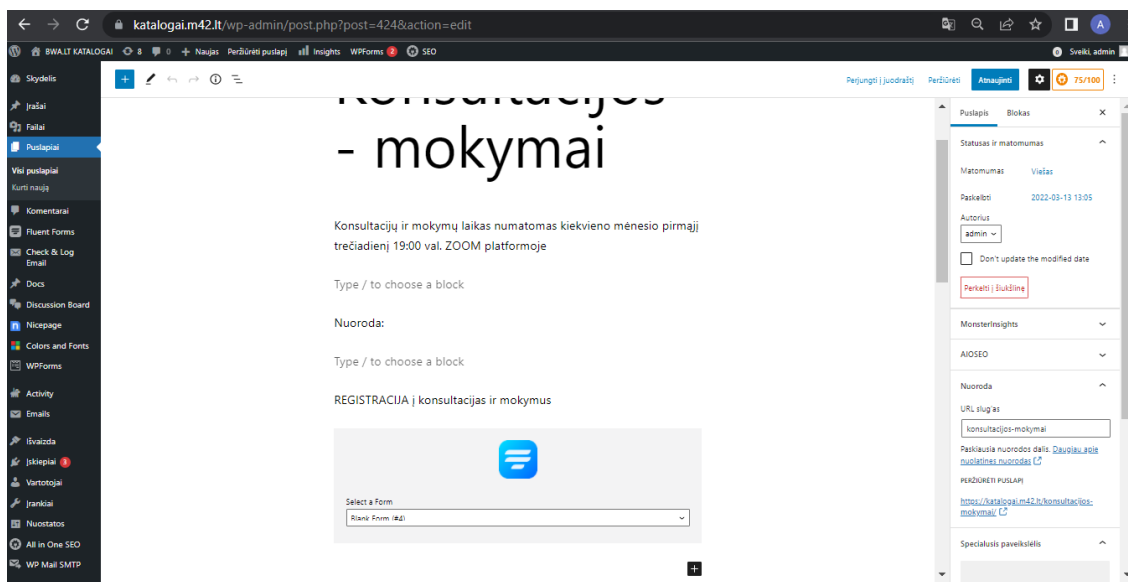 katalogai.m42.lt/wp-admin/post.php?post=424&action=edit
A
BWA.LT KATALOGAI 8 0 + Naujas Peržiūrėti puslapį Insights WPForms 2 SEO
0 Sveiki, admin
Skydelis
Įrašai
Failai
Puslapiai
Visi puslapiai
Kurti naują
Komentarai
Fluent Forms
Check & Log
Email
Docs
Discussion Board
Nicepage
Colors and Fonts
WPForms
Activity
Emails
Išvaizda
Įskiepiai 3
Vartotojai
Įrankiai
Nuostatos
All in One SEO
WP Mail SMTP
Perjungti į juodraštį Peržiūrėti Atnaujinti 75/100
Konsultacijos
- mokymai
Konsultacijų ir mokymų laikas numatomas kiekvieno mėnesio pirmąjį
trečiadienį 19:00 val. ZOOM platformoje
Type / to choose a block
Nuoroda:
Type / to choose a block
REGISTRACIJA į konsultacijas ir mokymus
Select a Form
Blank Form (#4)
Puslapis Blokas
Statusas ir matomumas
Matomumas Viešas
Paskelbti 2022-03-13 13:05
Autorius
admin
Don't update the modified date
Perkelti į šiukšlinę
MonsterInsights
AIOSEO
Nuoroda
URL slug'as
konsultacijos-mokymai
Paskiausia nuorodos dalis. Daugiau apie
nuolatines nuorodas
PERŽIŪRĖTI PUSLAPĮ
https://katalogai.m42.lt/konsultacijos-
mokymai/
Specialusis paveikslėlis